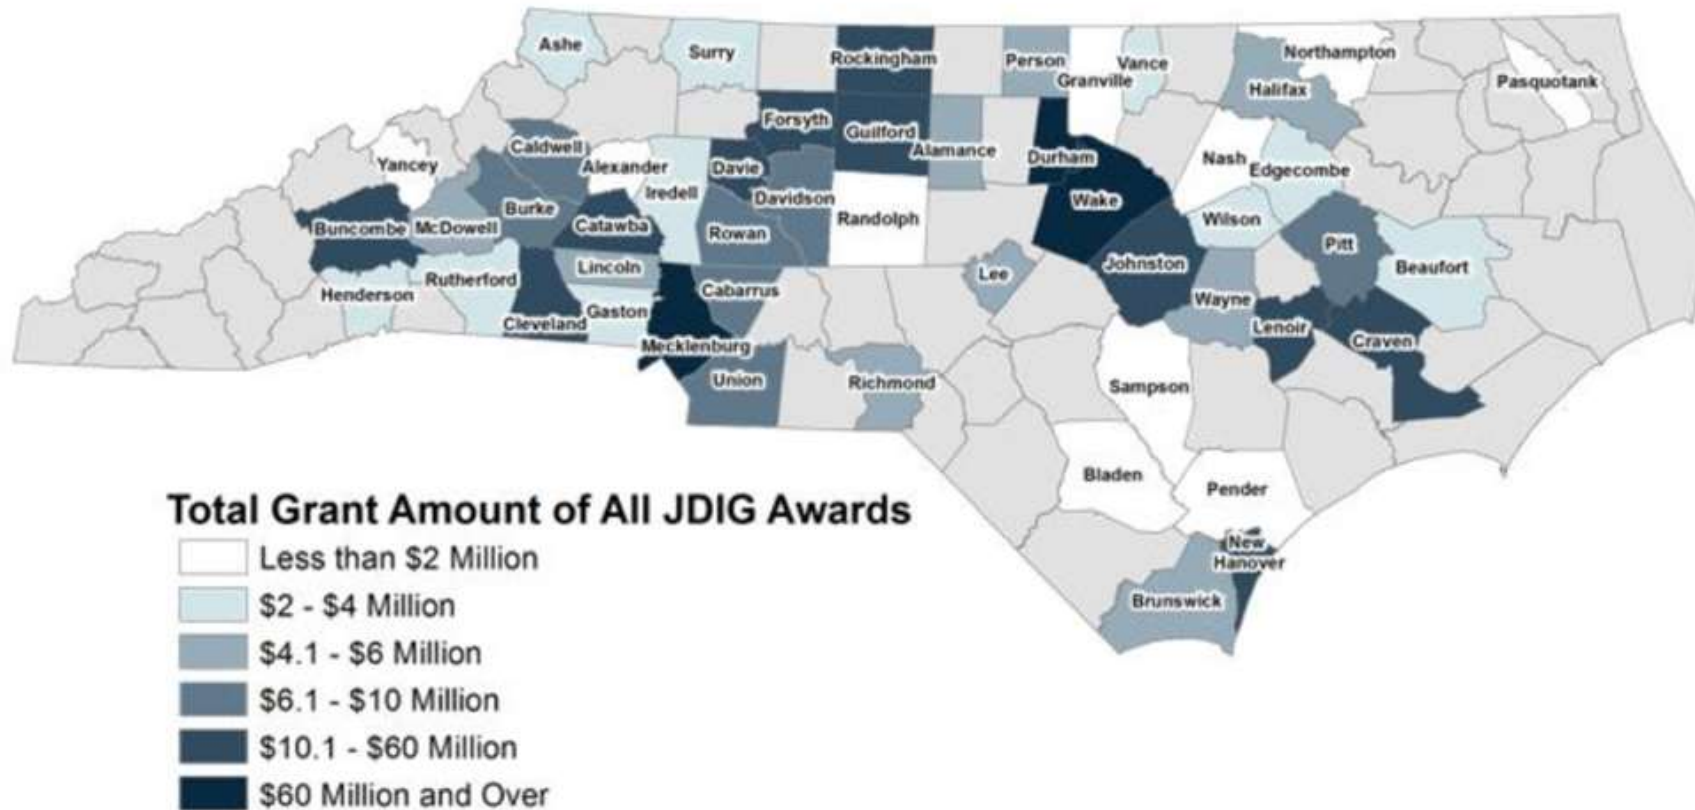 Ashe
Surry
Rockingham
Person
Granville
Vance
Northampton
Halifax
Pasquotank
Forsyth
Guilford
Alamance
Durham
Caldwell
Yancey
Alexander
Iredell
Davie
Davidson
Nash
Edgecombe
Burke
Randolph
Wake
Wilson
Buncombe
McDowell
Catawba
Rowan
Pitt
Beaufort
Rutherford
Lincoln
Lee
Johnston
Henderson
Cabarrus
Wayne
Gaston
Cleveland
Lenoir
Craven
Mecklenburg
Union
Richmond
Sampson
Bladen
Pender
New
Hanover
Brunswick
Total Grant Amount of All JDIG Awards
Less than $2 Million
$2 - $4 Million
$4.1 - $6 Million
$6.1 - $10 Million
$10.1 - $60 Million
$60 Million and Over